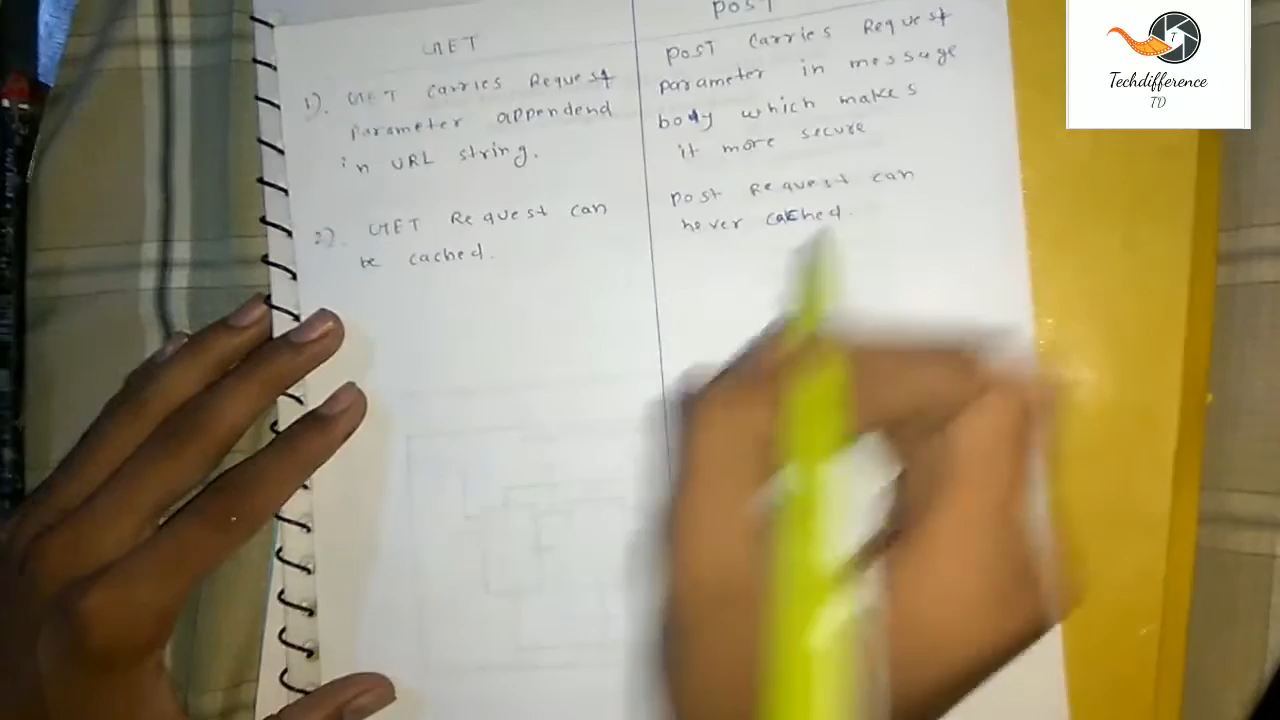 GET
1). GET carries Request
parameter appendend
in URL string.
2). GET Request can
be cached.
POST
POST carries Request
parameter in message
body which makes
it more secure
post Request can
never cached.
T
Techdifference
TD